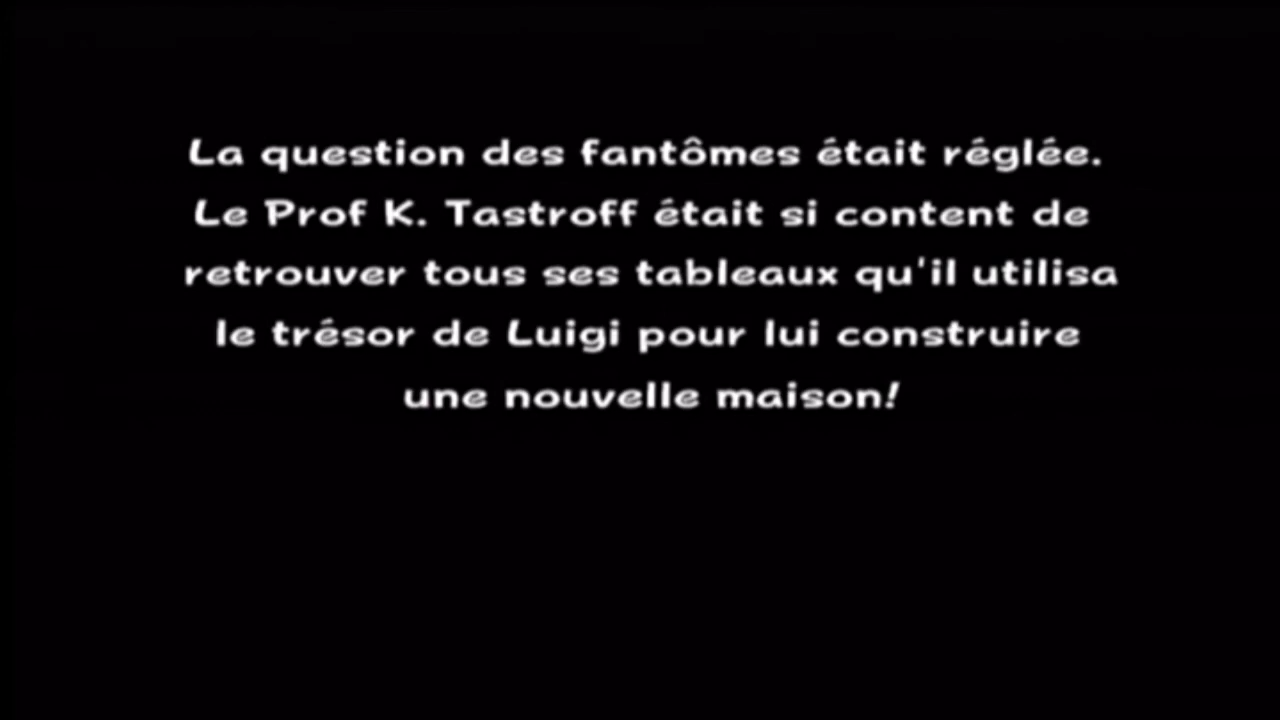 La question des fantômes était réglée.
Le Prof K. Tastroff était si content de
retrouver tous ses tableaux qu'il utilisa
le trésor de Luigi pour lui construire
une nouvelle maison!